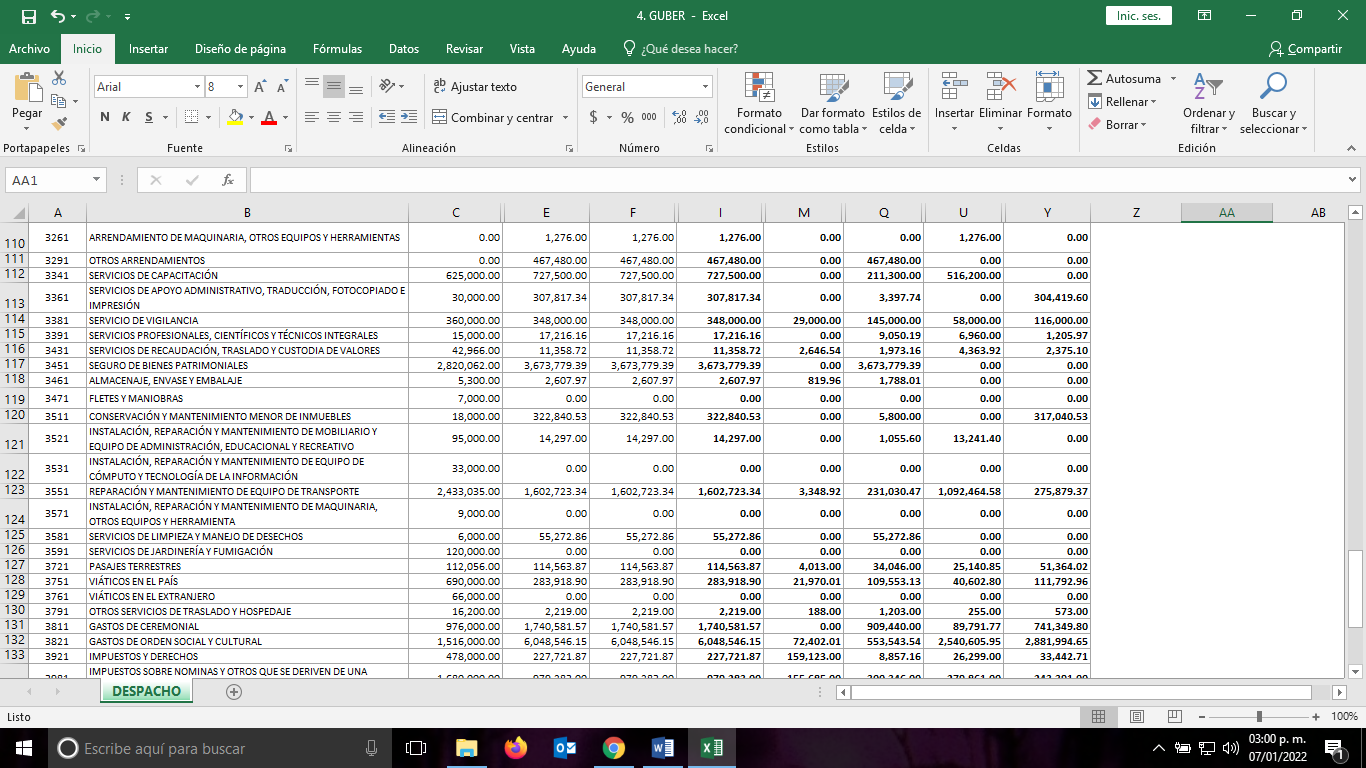 4. GUBER - Excel
Inic. ses.
Archivo Inicio Insertar Diseño de página Fórmulas Datos Revisar Vista Ayuda ¿Qué desea hacer? Compartir
Pegar
Portapapeles
Arial 8
N K S
Fuente
Ajustar texto
Combinar y centrar
Alineación
General
$ % 000
Número
Formato condicional
Dar formato como tabla
Estilos de celda
Estilos
Insertar Eliminar Formato
Celdas
Autosuma
Rellenar
Borrar
Ordenar y filtrar
Buscar y seleccionar
Edición
AA1 fx
A B C E F I M Q U Y Z AA AB
110 3261 ARRENDAMIENTO DE MAQUINARIA, OTROS EQUIPOS Y HERRAMIENTAS 0.00 1,276.00 1,276.00 1,276.00 0.00 0.00 1,276.00 0.00
111 3291 OTROS ARRENDAMIENTOS 0.00 467,480.00 467,480.00 467,480.00 0.00 467,480.00 0.00 0.00
112 3341 SERVICIOS DE CAPACITACIÓN 625,000.00 727,500.00 727,500.00 727,500.00 0.00 211,300.00 516,200.00 0.00
113 3361 SERVICIOS DE APOYO ADMINISTRATIVO, TRADUCCIÓN, FOTOCOPIADO E
IMPRESIÓN 30,000.00 307,817.34 307,817.34 307,817.34 0.00 3,397.74 0.00 304,419.60
114 3381 SERVICIO DE VIGILANCIA 360,000.00 348,000.00 348,000.00 348,000.00 29,000.00 145,000.00 58,000.00 116,000.00
115 3391 SERVICIOS PROFESIONALES, CIENTÍFICOS Y TÉCNICOS INTEGRALES 15,000.00 17,216.16 17,216.16 17,216.16 0.00 9,050.19 6,960.00 1,205.97
116 3431 SERVICIOS DE RECAUDACIÓN, TRASLADO Y CUSTODIA DE VALORES 42,966.00 11,358.72 11,358.72 11,358.72 2,646.54 1,973.16 4,363.92 2,375.10
117 3451 SEGURO DE BIENES PATRIMONIALES 2,820,062.00 3,673,779.39 3,673,779.39 3,673,779.39 0.00 3,673,779.39 0.00 0.00
118 3461 ALMACENAJE, ENVASE Y EMBALAJE 5,300.00 2,607.97 2,607.97 2,607.97 819.96 1,788.01 0.00 0.00
119 3471 FLETES Y MANIOBRAS 7,000.00 0.00 0.00 0.00 0.00 0.00 0.00 0.00
120 3511 CONSERVACIÓN Y MANTENIMIENTO MENOR DE INMUEBLES 18,000.00 322,840.53 322,840.53 322,840.53 0.00 5,800.00 0.00 317,040.53
121 3521 INSTALACIÓN, REPARACIÓN Y MANTENIMIENTO DE MOBILIARIO Y
EQUIPO DE ADMINISTRACIÓN, EDUCACIONAL Y RECREATIVO 95,000.00 14,297.00 14,297.00 14,297.00 0.00 1,055.60 13,241.40 0.00
122 3531 INSTALACIÓN, REPARACIÓN Y MANTENIMIENTO DE EQUIPO DE
CÓMPUTO Y TECNOLOGÍA DE LA INFORMACIÓN 33,000.00 0.00 0.00 0.00 0.00 0.00 0.00 0.00
123 3551 REPARACIÓN Y MANTENIMIENTO DE EQUIPO DE TRANSPORTE 2,433,035.00 1,602,723.34 1,602,723.34 1,602,723.34 3,348.92 231,030.47 1,092,464.58 275,879.37
124 3571 INSTALACIÓN, REPARACIÓN Y MANTENIMIENTO DE MAQUINARIA,
OTROS EQUIPOS Y HERRAMIENTA 9,000.00 0.00 0.00 0.00 0.00 0.00 0.00 0.00
125 3581 SERVICIOS DE LIMPIEZA Y MANEJO DE DESECHOS 6,000.00 55,272.86 55,272.86 55,272.86 0.00 55,272.86 0.00 0.00
126 3591 SERVICIOS DE JARDINERÍA Y FUMIGACIÓN 120,000.00 0.00 0.00 0.00 0.00 0.00 0.00 0.00
127 3721 PASAJES TERRESTRES 112,056.00 114,563.87 114,563.87 114,563.87 4,013.00 34,046.00 25,140.85 51,364.02
128 3751 VIÁTICOS EN EL PAÍS 690,000.00 283,918.90 283,918.90 283,918.90 21,970.01 109,553.13 40,602.80 111,792.96
129 3761 VIÁTICOS EN EL EXTRANJERO 66,000.00 0.00 0.00 0.00 0.00 0.00 0.00 0.00
130 3791 OTROS SERVICIOS DE TRASLADO Y HOSPEDAJE 16,200.00 2,219.00 2,219.00 2,219.00 188.00 1,203.00 255.00 573.00
131 3811 GASTOS DE CEREMONIAL 976,000.00 1,740,581.57 1,740,581.57 1,740,581.57 0.00 909,440.00 89,791.77 741,349.80
132 3821 GASTOS DE ORDEN SOCIAL Y CULTURAL 1,516,000.00 6,048,546.15 6,048,546.15 6,048,546.15 72,402.01 553,543.54 2,540,605.95 2,881,994.65
133 3921 IMPUESTOS Y DERECHOS 478,000.00 227,721.87 227,721.87 227,721.87 159,123.00 8,857.16 26,299.00 33,442.71
IMPUESTOS SOBRE NOMINAS Y OTROS QUE SE DERIVEN DE UNA
DESPACHO
Listo 100%
Escribe aquí para buscar
03:00 p. m.
07/01/2022
1